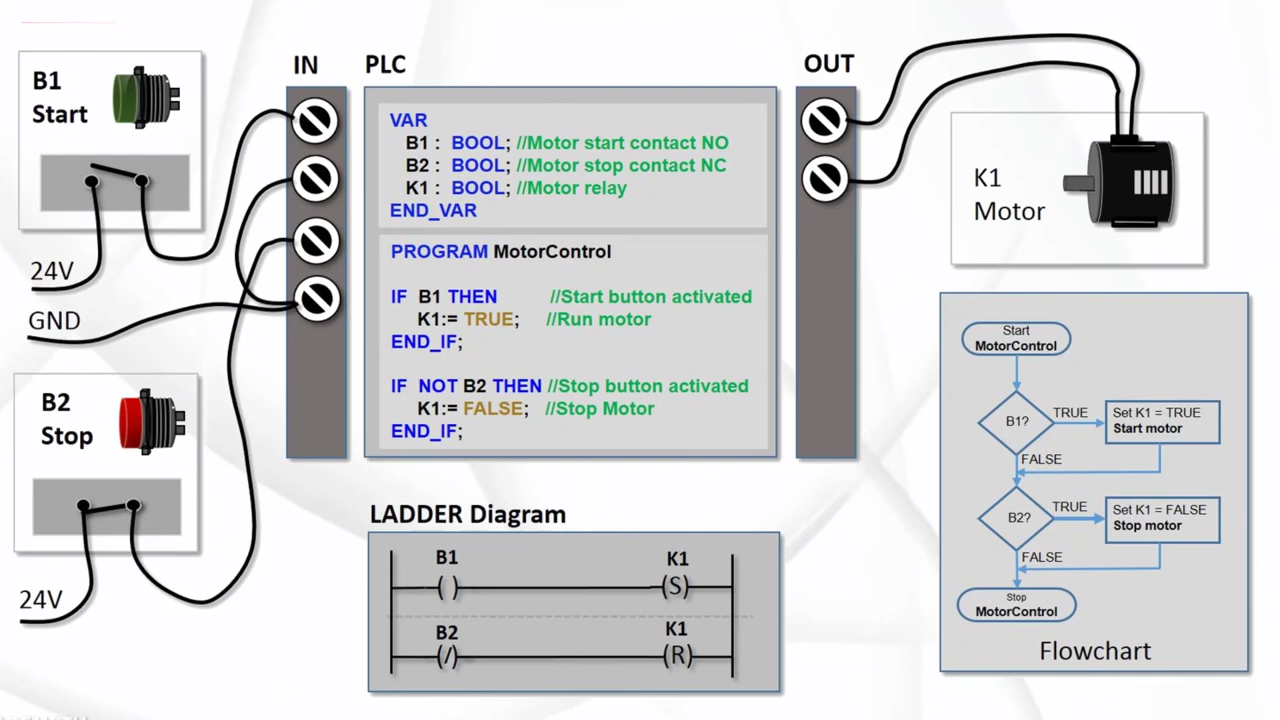 B1
Start
24V
GND
B2
Stop
24V
IN
PLC
VAR
B1 : BOOL; //Motor start contact NO
B2 : BOOL; //Motor stop contact NC
K1 : BOOL; //Motor relay
END_VAR
PROGRAM MotorControl
IF B1 THEN //Start button activated
K1:= TRUE; //Run motor
END_IF;
IF NOT B2 THEN //Stop button activated
K1:= FALSE; //Stop Motor
END_IF;
LADDER Diagram
B1 K1
( ) (S)
B2 K1
(/) (R)
OUT
K1
Motor
Start
MotorControl
B1?
TRUE
Set K1 = TRUE
Start motor
FALSE
B2?
TRUE
Set K1 = FALSE
Stop motor
FALSE
Stop
MotorControl
Flowchart